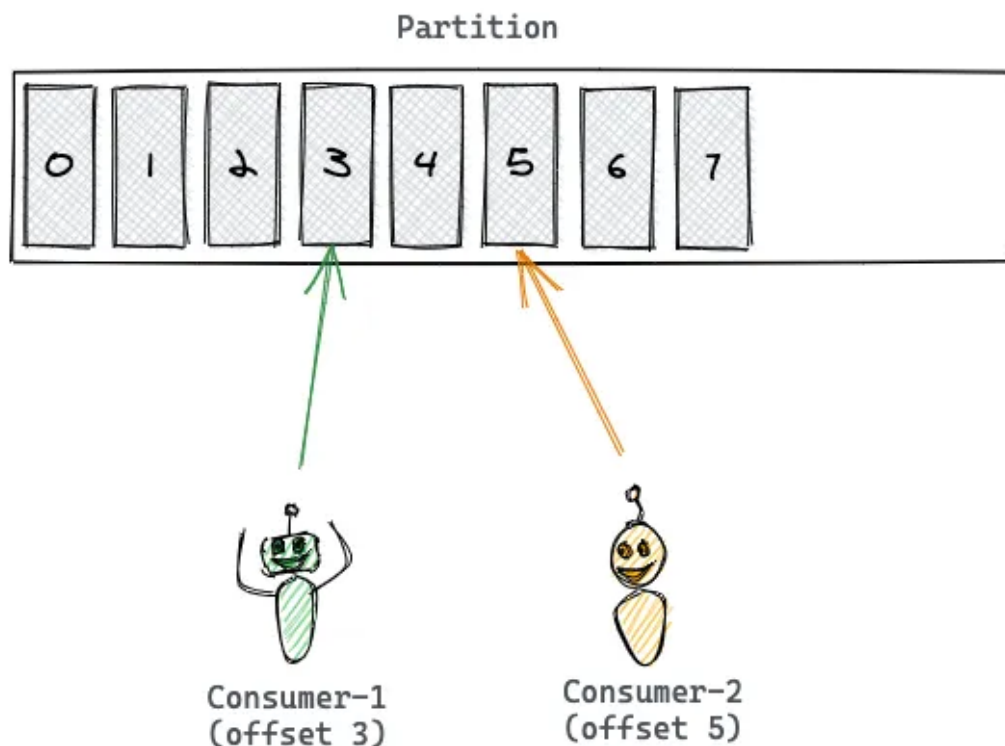 Partition
0 1 2 3 4 5 6 7
Consumer-1
(offset 3)
Consumer-2
(offset 5)